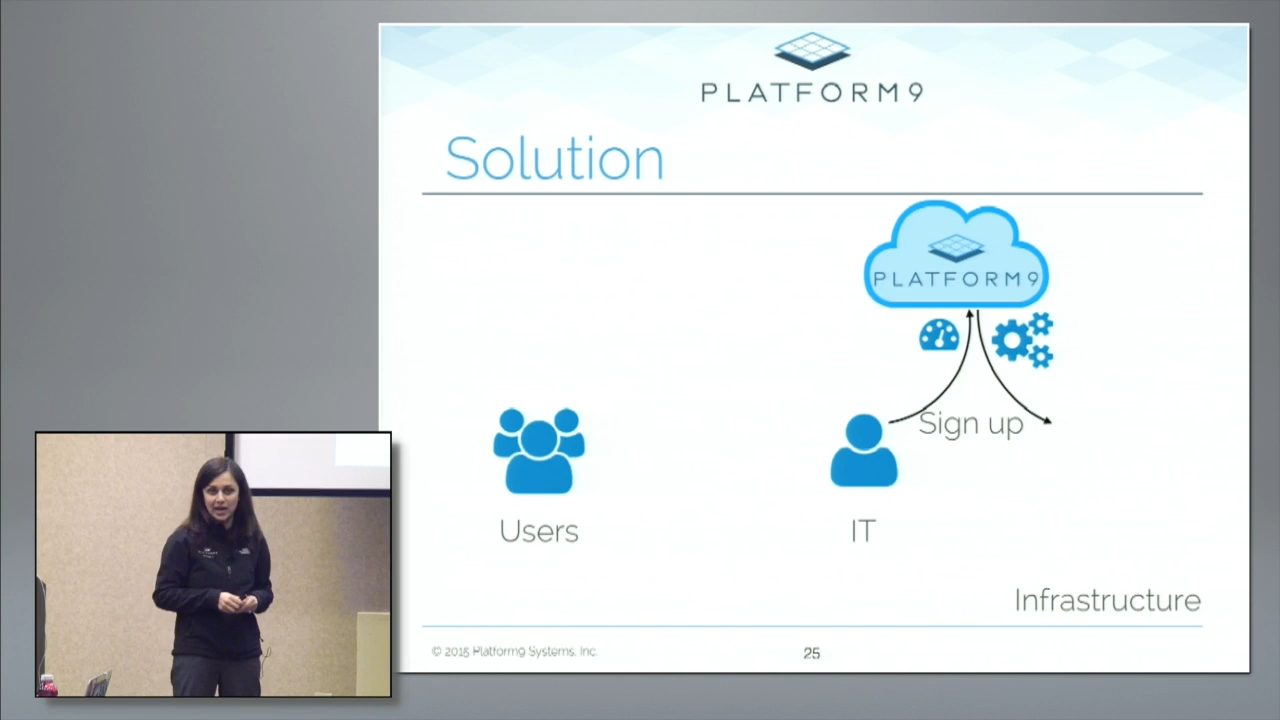 PLATFORM9
Solution
PLATFORM9
Sign up
Users
IT
Infrastructure
© 2015 Platform9 Systems, Inc.
25